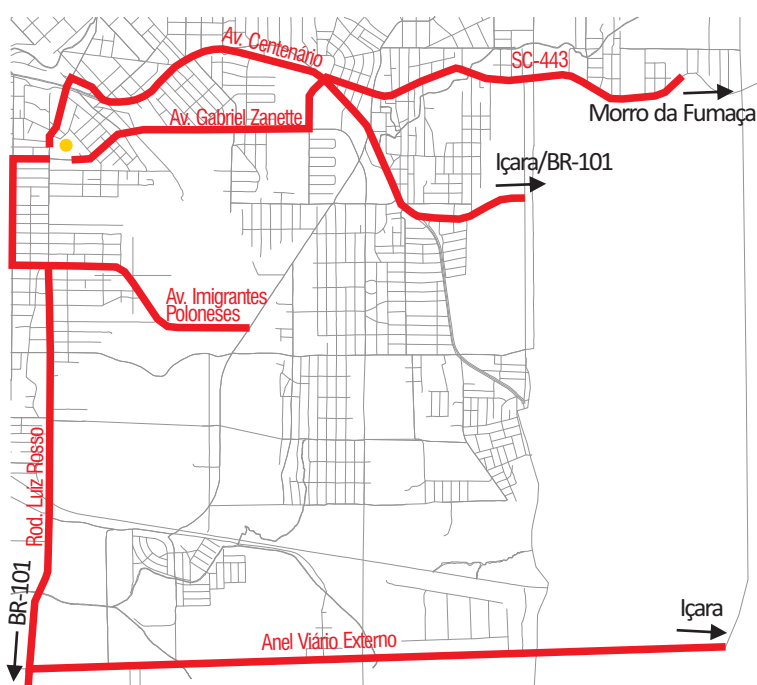 Av. Centenário
SC-443
Av. Gabriel Zanette
Morro da Fumaça
Içara/BR-101
Av. Imigrantes
Poloneses
Rod. Luiz Rosso
BR-101
Içara
Anel Viário Externo